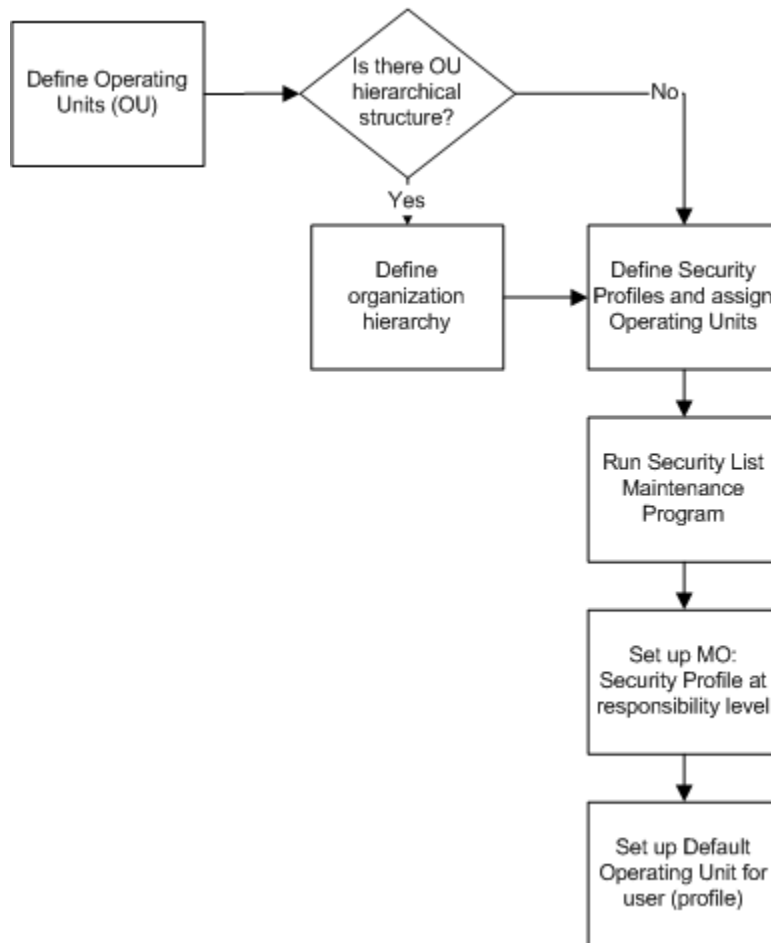 Define Operating
Units (OU)
Is there OU
hierarchical
structure?
No
Yes
Define
organization
hierarchy
Define Security
Profiles and assign
Operating Units
Run Security List
Maintenance
Program
Set up MO:
Security Profile at
responsibility level
Set up Default
Operating Unit for
user (profile)